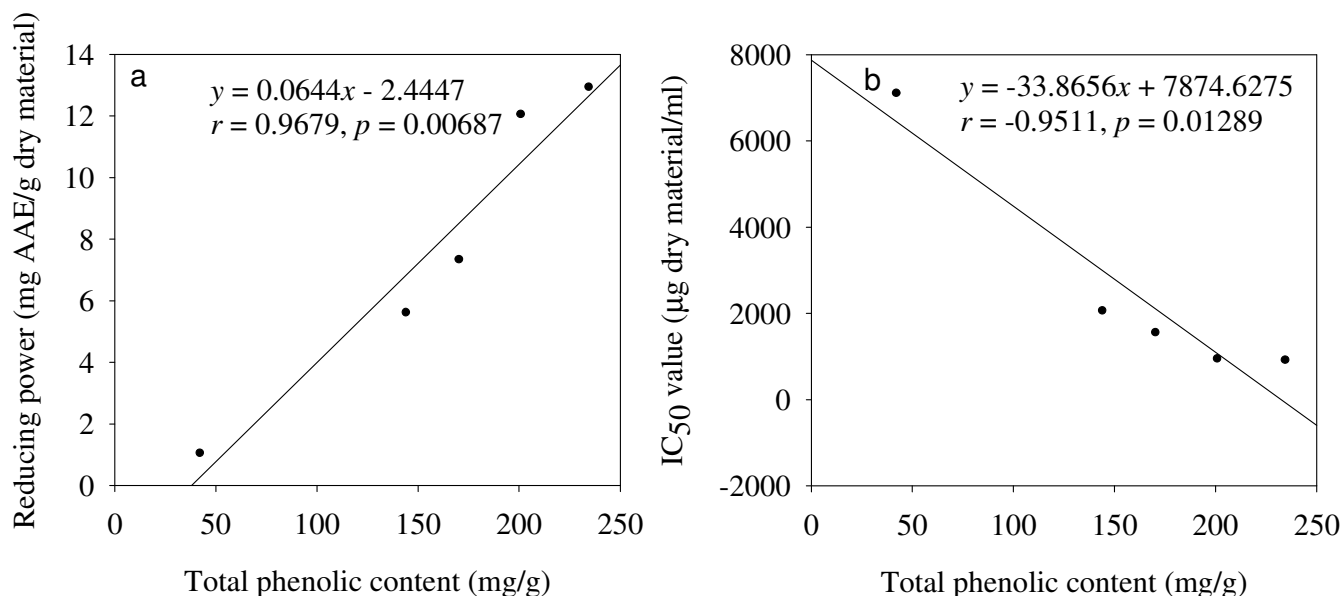 Reducing power (mg AAE/g dry material)
14
12
10
8
6
4
2
0
a
y = 0.0644x - 2.4447
r = 0.9679, p = 0.00687
0 50 100 150 200 250
Total phenolic content (mg/g)
IC50 value (µg dry material/ml)
8000
6000
4000
2000
0
-2000
b
y = -33.8656x + 7874.6275
r = -0.9511, p = 0.01289
0 50 100 150 200 250
Total phenolic content (mg/g)